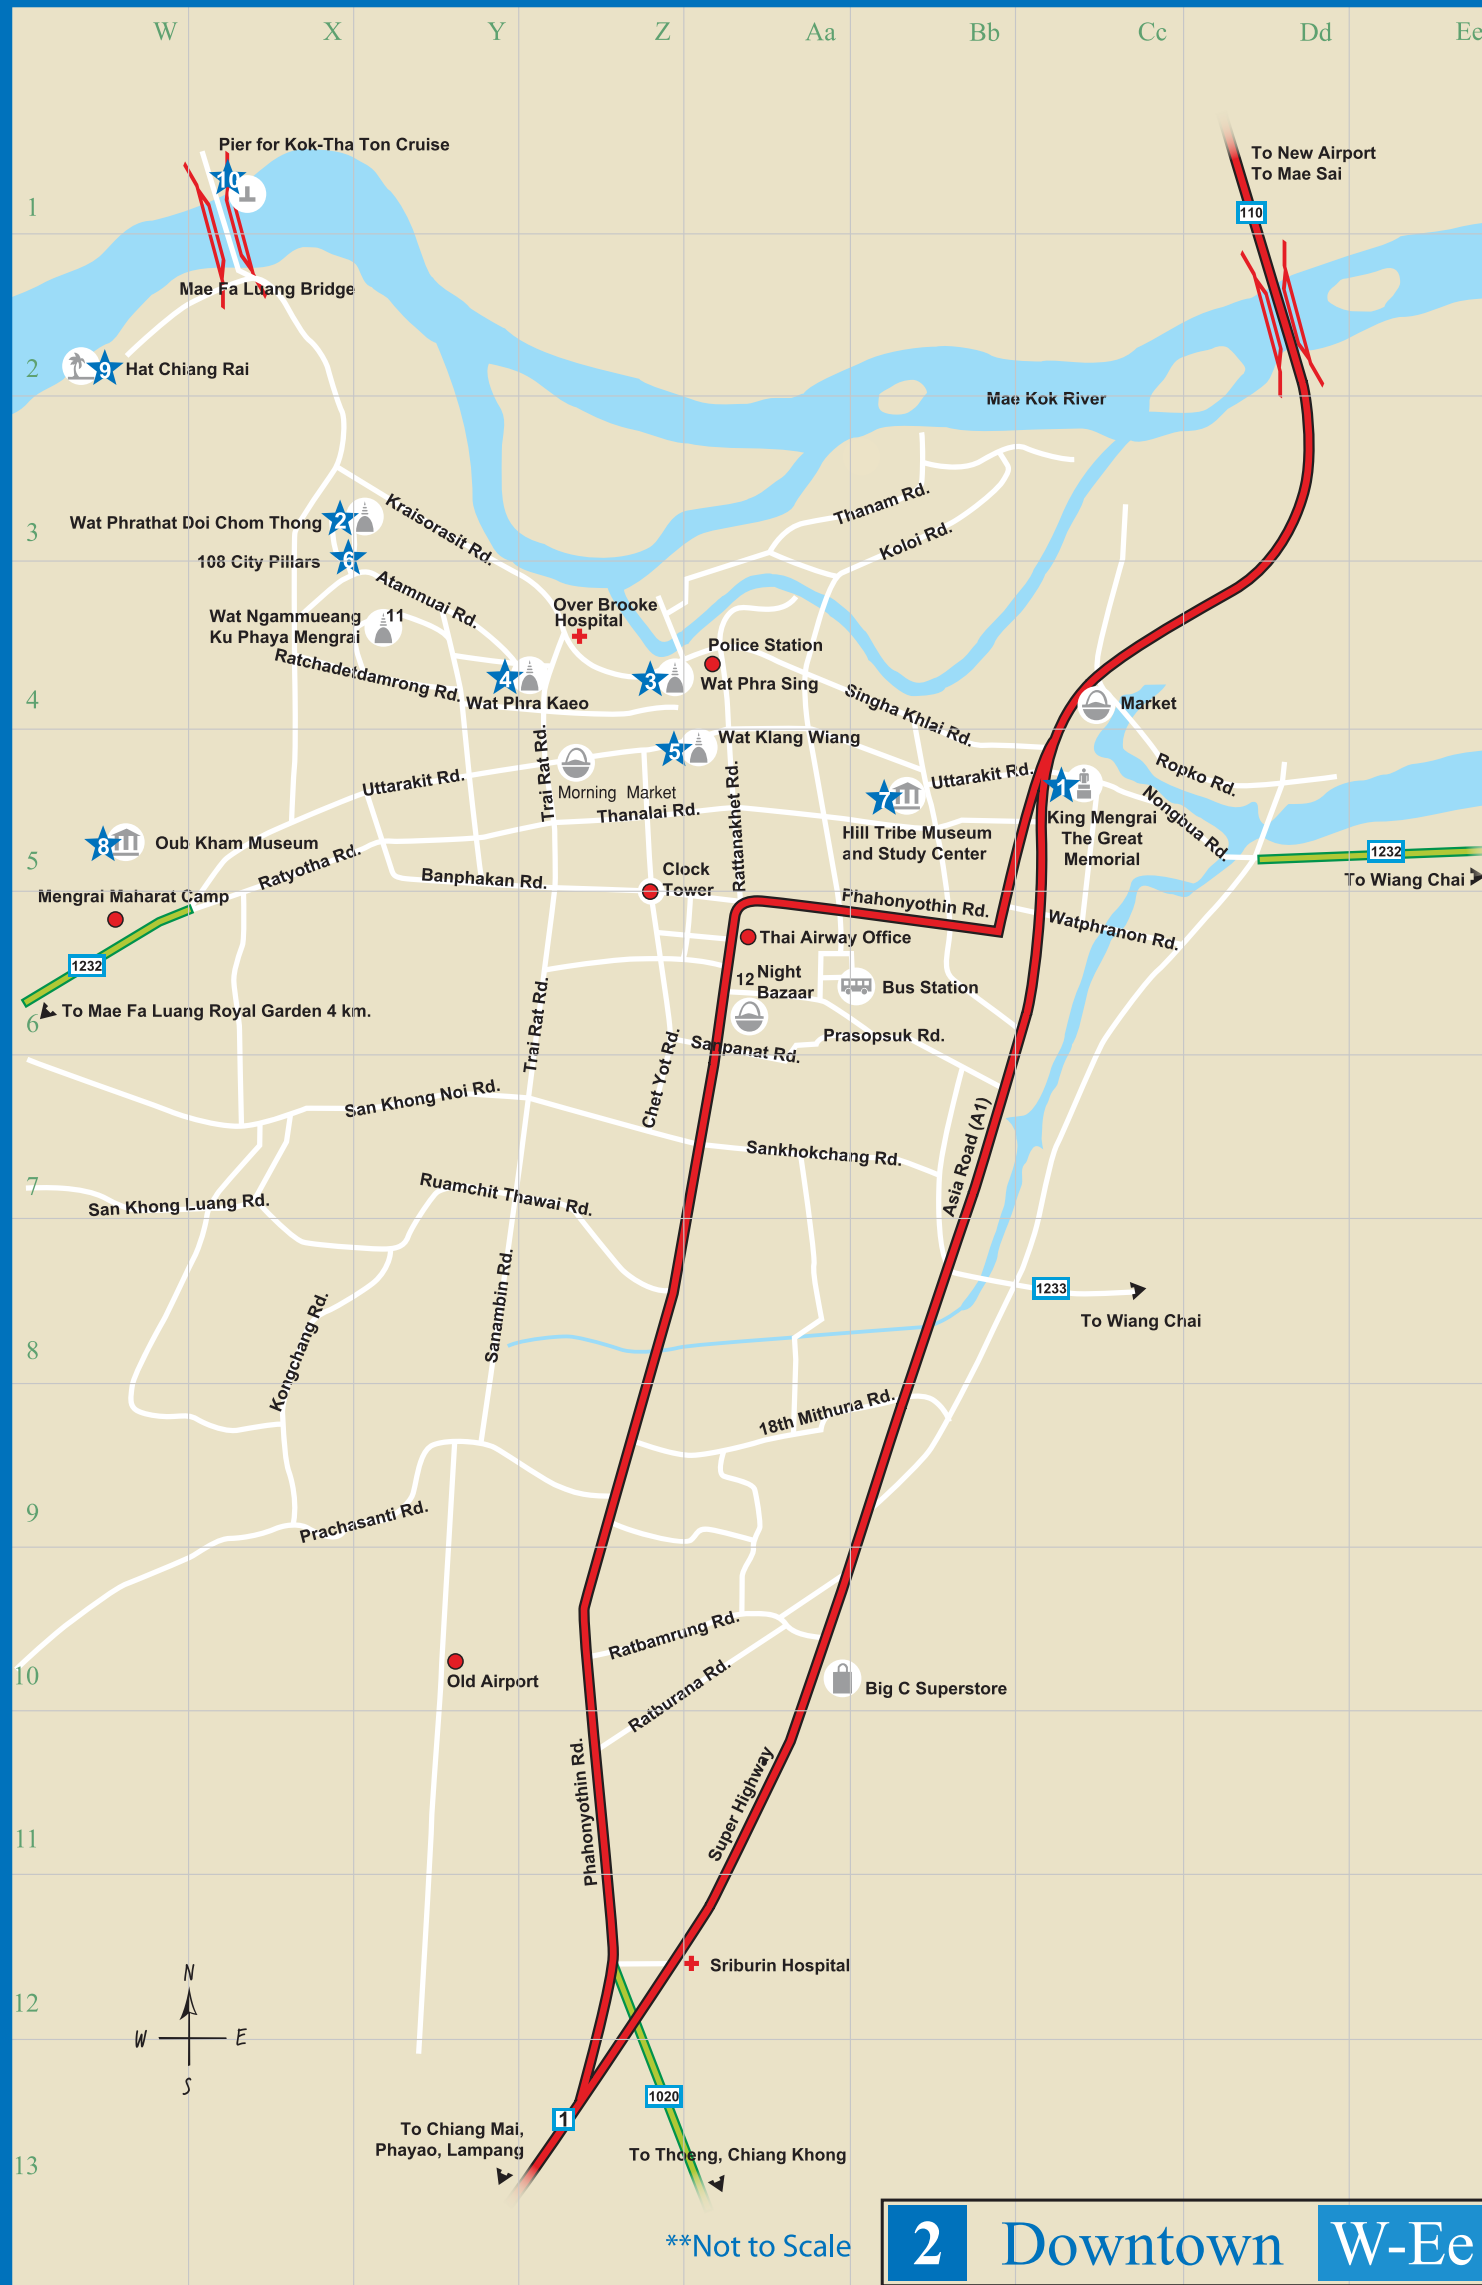 W X Y Z Aa Bb Cc Dd Ee
Pier for Kok-Tha Ton Cruise
To New Airport
To Mae Sai
10
1
110
Mae Fa Luang Bridge
2
9
Hat Chiang Rai
Mae Kok River
Thanam Rd.
Kraisorasit Rd.
3
Wat Phrathat Doi Chom Thong
2
Koloi Rd.
108 City Pillars
6
Atamnuai Rd.
Over Brooke
Hospital
Wat Ngammueang
11
Ku Phaya Mengrai
Police Station
Ratchadetdamrong Rd.
4
Wat Phra Kaeo
3
Wat Phra Sing
4
Singha Khlai Rd.
Market
5
Wat Klang Wiang
Trai Rat Rd.
Uttarakit Rd.
Morning Market
Thanalai Rd.
Rattanakhet Rd.
7
Uttarakit Rd.
1
Ropko Rd.
Nongbua Rd.
King Mengrai
The Great
Memorial
Hill Tribe Museum
and Study Center
8
Oub Kham Museum
5
Ratyotha Rd.
1232
To Wiang Chai
Clock
Tower
Banphakan Rd.
Mengrai Maharat Camp
Phahonyothin Rd.
Watphranon Rd.
Thai Airway Office
1232
12
Night
Bazaar
Bus Station
To Mae Fa Luang Royal Garden 4 km.
6
Trai Rat Rd.
Chet Yot Rd.
Sanpanat Rd.
Prasopsuk Rd.
San Khong Noi Rd.
Asia Road (A1)
Sankhokchang Rd.
7
San Khong Luang Rd.
Ruamchit Thawai Rd.
Sanambin Rd.
1233
To Wiang Chai
Kongchang Rd.
8
18th Mithuna Rd.
9
Prachasanti Rd.
Ratbamrung Rd.
10
Old Airport
Ratburana Rd.
Big C Superstore
Phahonyothin Rd.
Super Highway
11
Sriburin Hospital
N
12
W E
S
1
1020
To Chiang Mai,
Phayao, Lampang
To Thoeng, Chiang Khong
13
**Not to Scale
2 Downtown W-Ee